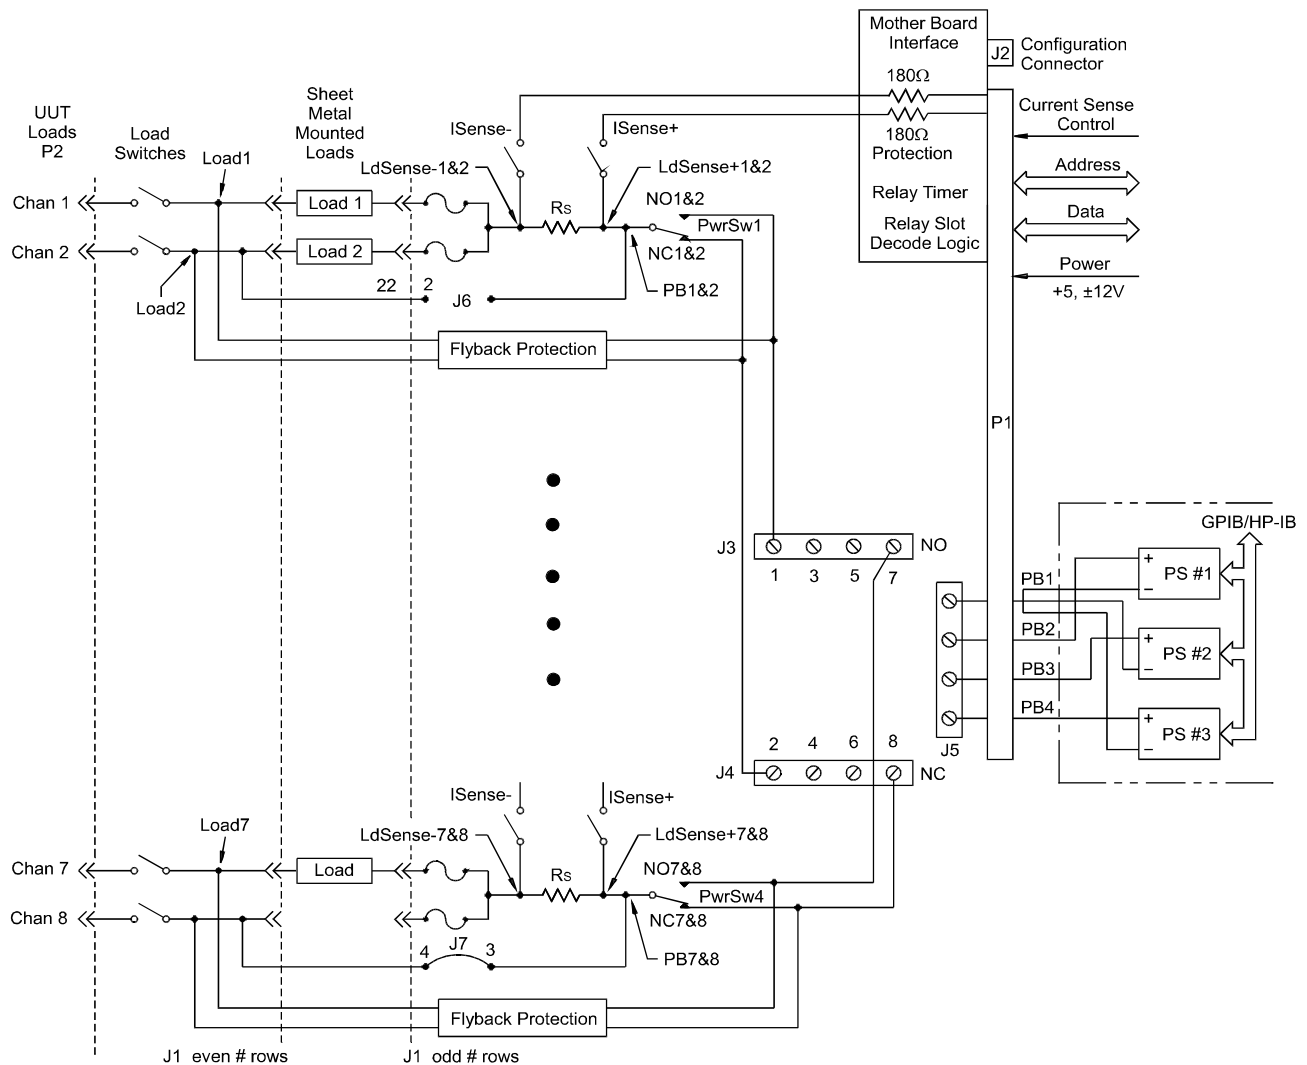 Mother Board
Interface
J2
Configuration
Connector
180Ω
180Ω
Protection
Relay Timer
Relay Slot
Decode Logic
Current Sense
Control
Address
Data
Power
+5, ±12V
P1
UUT
Loads
P2
Load
Switches
Sheet
Metal
Mounted
Loads
Load1
ISense-
ISense+
LdSense-1&2
LdSense+1&2
Chan 1
Load 1
RS
NO1&2
PwrSw1
Chan 2
Load 2
NC1&2
Load2
22
2
J6
PB1&2
Flyback Protection
J3
NO
1
3
5
7
GPIB/HP-IB
PB1
PS #1
+
−
PB2
PS #2
+
−
PB3
PB4
PS #3
+
−
J5
2
4
6
8
J4
NC
ISense-
ISense+
Load7
LdSense-7&8
LdSense+7&8
Chan 7
Load
RS
NO7&8
PwrSw4
Chan 8
NC7&8
4
J7
3
PB7&8
Flyback Protection
J1 even # rows
J1 odd # rows